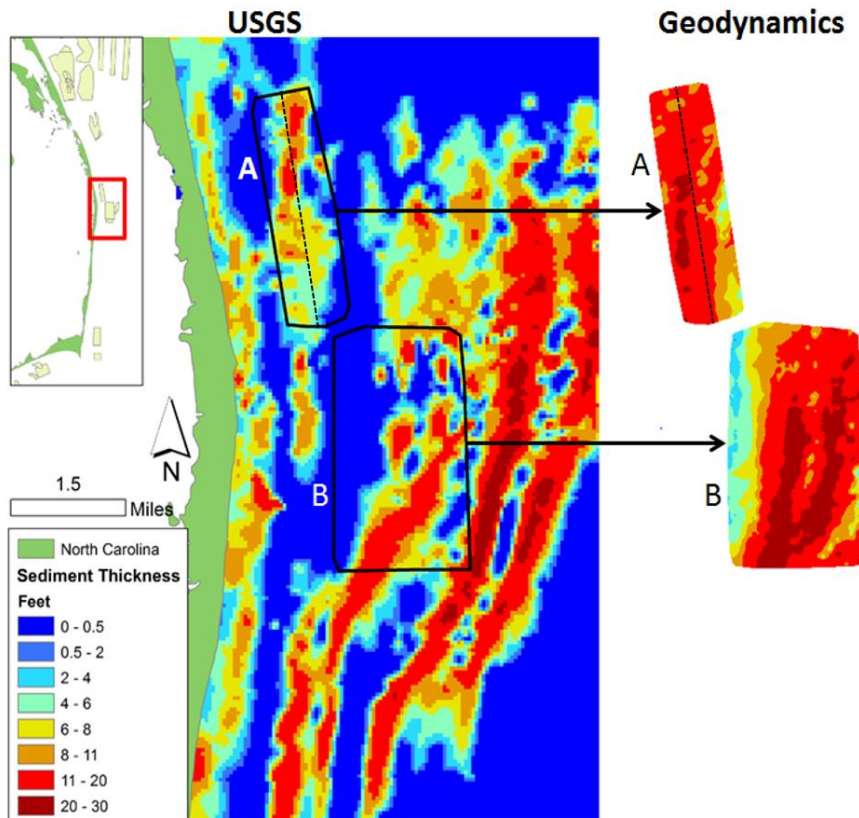 USGS
Geodynamics
A
A
B
B
N
1.5
Miles
North Carolina
Sediment Thickness
Feet
0 - 0.5
0.5 - 2
2 - 4
4 - 6
6 - 8
8 - 11
11 - 20
20 - 30